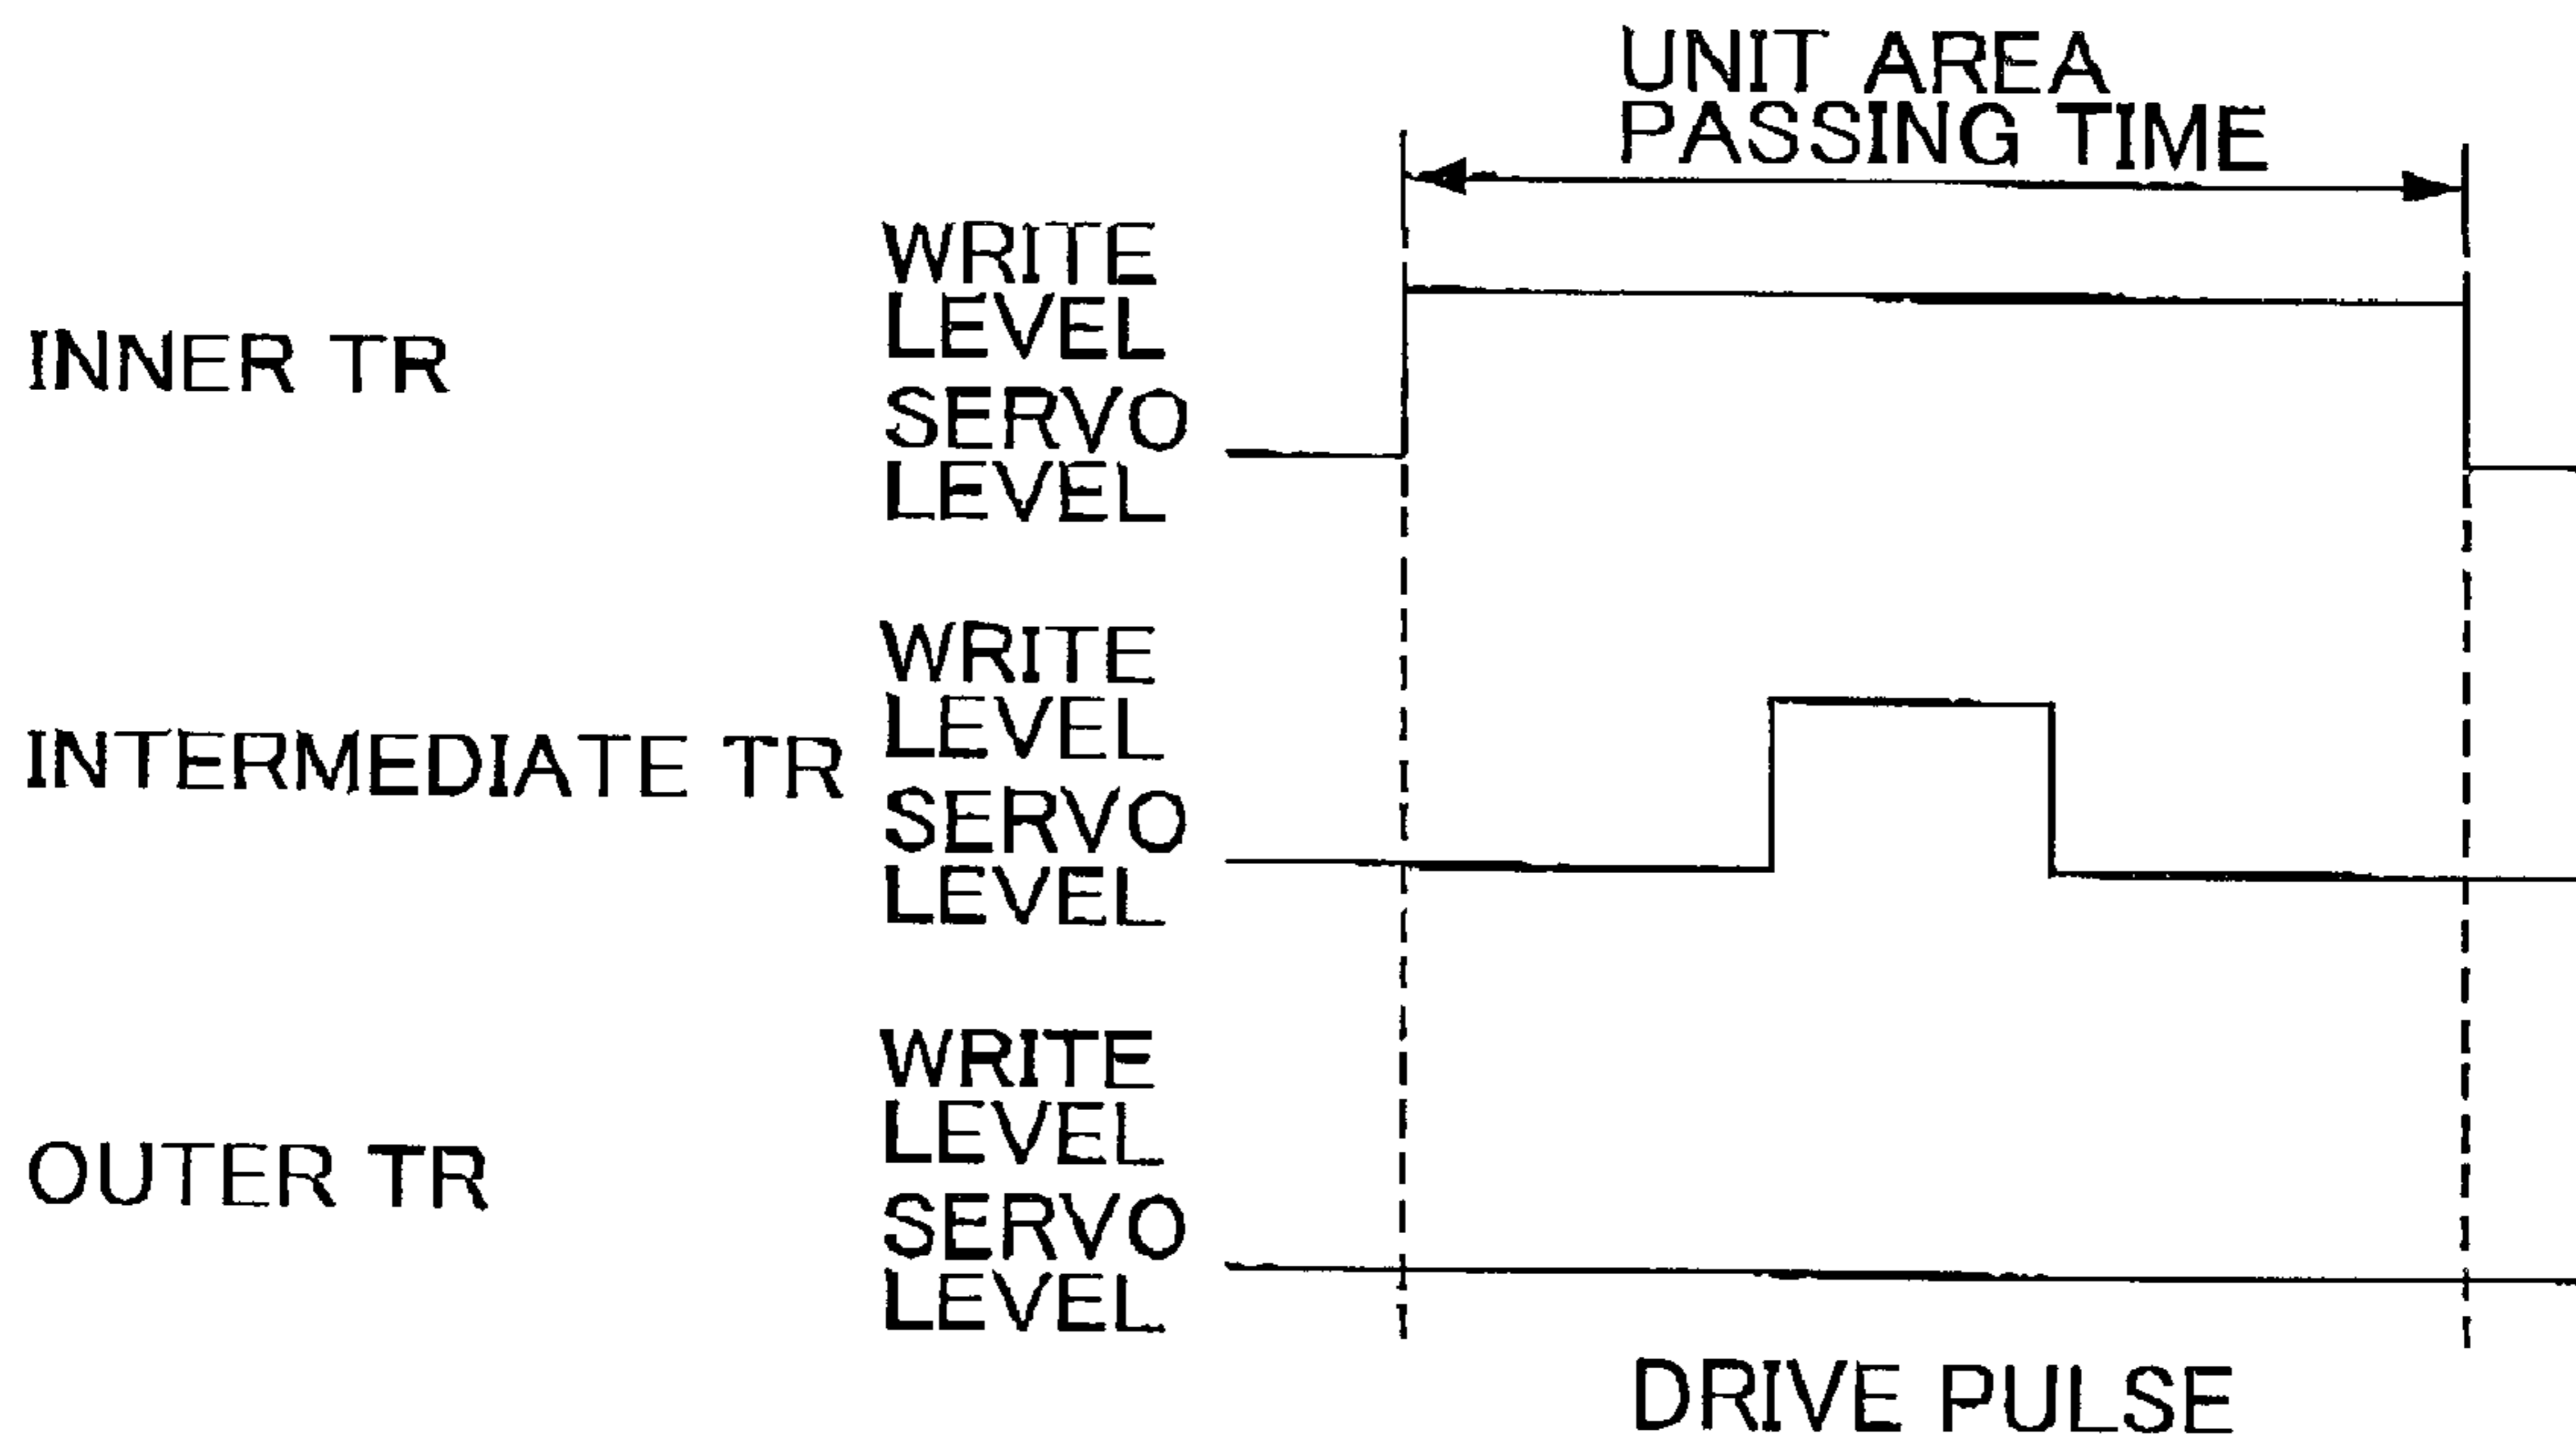 UNIT AREA
PASSING TIME
INNER TR
WRITE
LEVEL
SERVO
LEVEL
INTERMEDIATE TR
WRITE
LEVEL
SERVO
LEVEL
OUTER TR
WRITE
LEVEL
SERVO
LEVEL
DRIVE PULSE